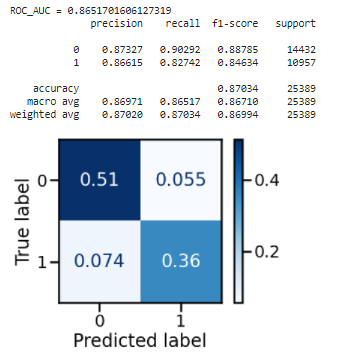 ROC_AUC = 0.8651701606127319
precision recall f1-score support
0 0.87327 0.90292 0.88785 14432
1 0.86615 0.82742 0.84634 10957
accuracy 0.87034 25389
macro avg 0.86971 0.86517 0.86710 25389
weighted avg 0.87020 0.87034 0.86994 25389
0 0.51 0.055 0.4
1 0.074 0.36 0.2
0 1
True label
Predicted label